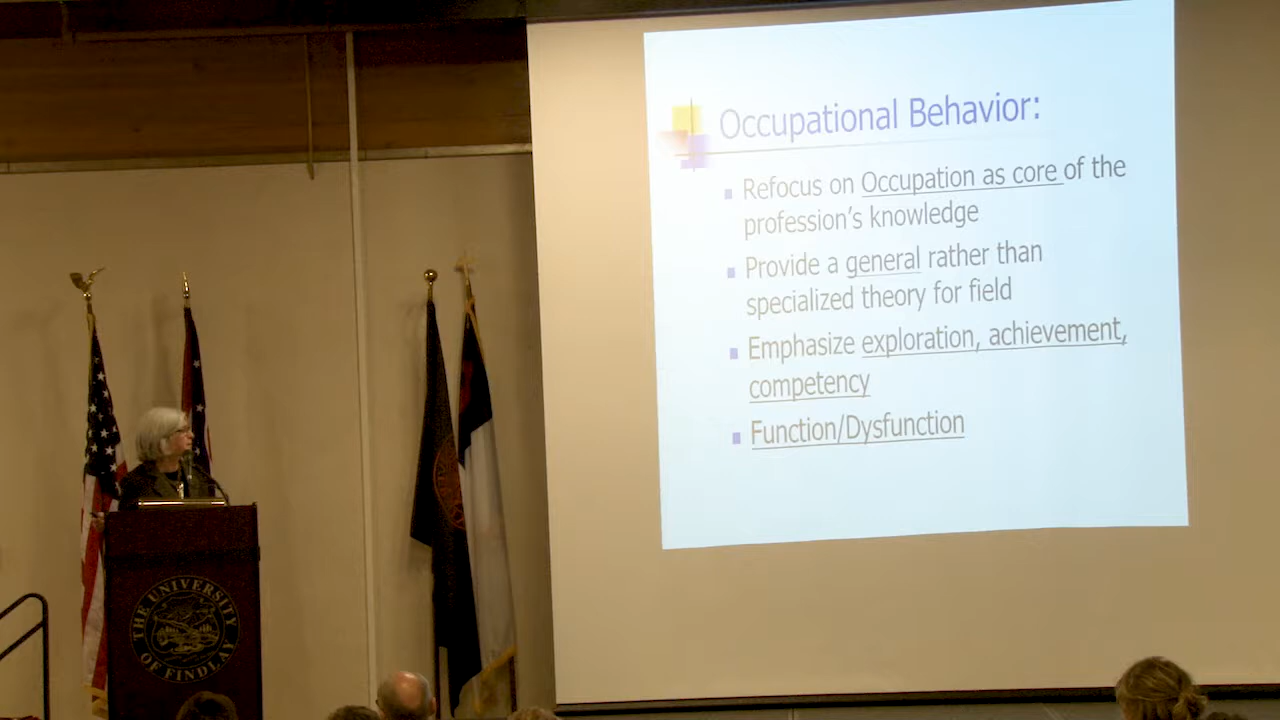 Occupational Behavior:
Refocus on Occupation as core of the
profession's knowledge
Provide a general rather than
specialized theory for field
Emphasize exploration, achievement,
competency
Function/Dysfunction
THE UNIVERSITY
OF FINDLAY